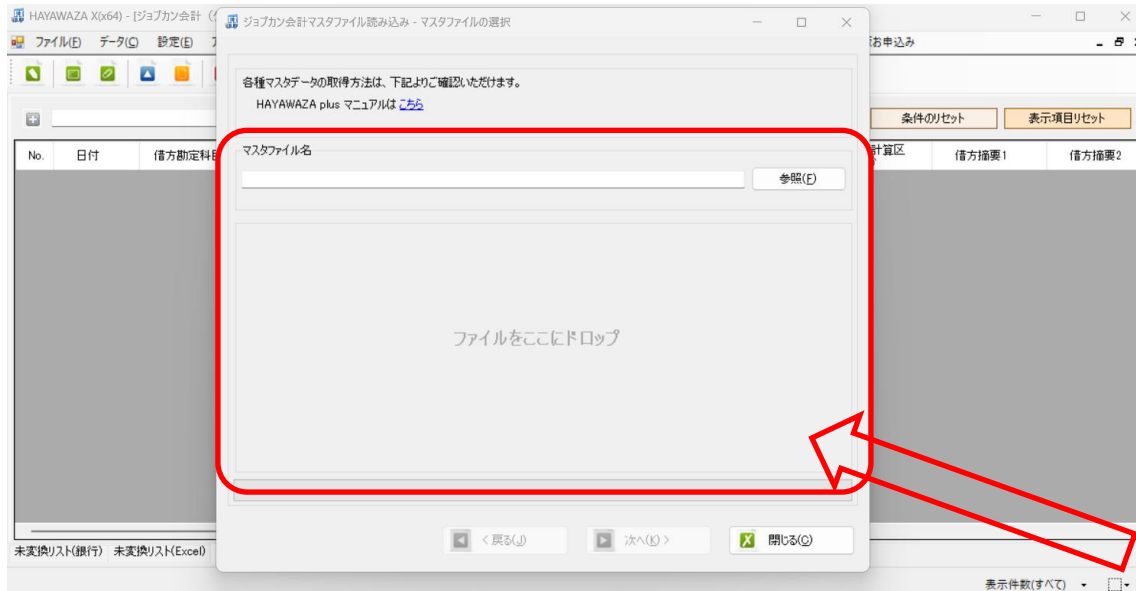 HAYAWAZA X(x64) - [ジョブカン会計
ジョブカン会計マスタファイル読み込み - マスタファイルの選択
ファイル(F) データ(C) 設定(E)
お申込み
各種マスタデータの取得方法は、下記よりご確認いただけます。
HAYAWAZA plus マニュアルは こちら
条件のリセット 表示項目リセット
No. 日付 借方勘定科目
計算区 借方摘要1 借方摘要2
マスタファイル名
参照(F)
ファイルをここにドロップ
< 戻る(J) 次へ(K) > 閉じる(C)
未変換リスト(銀行) 未変換リスト(Excel)
表示件数(すべて)